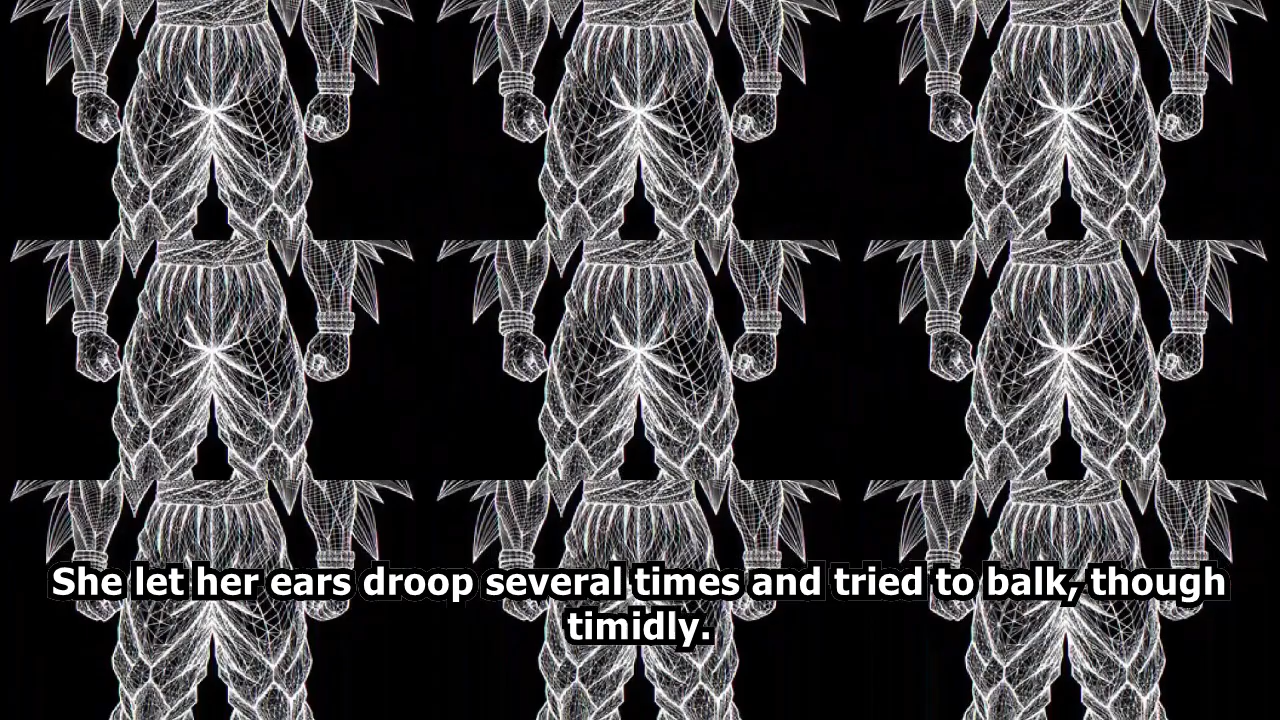 She let her ears droop several times and tried to balk, though
timidly.